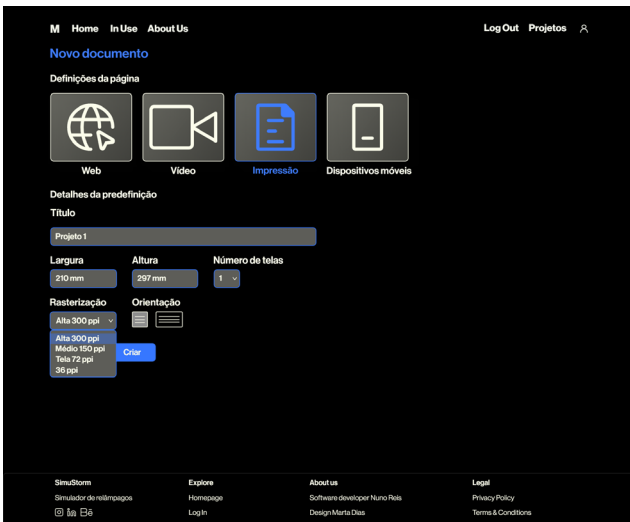 M Home In Use About Us Log Out Projetos
Novo documento
Definições da página
Web Vídeo Impressão Dispositivos móveis
Detalhes da predefinição
Título
Projeto 1
Largura Altura Número de telas
210 mm 297 mm 1
Rasterização Orientação
Alta 300 ppi
Alta 300 ppi
Médio 150 ppi
Tela 72 ppi
36 ppi
Criar
SimuStorm Explore About us Legal
Simulador de relâmpagos Homepage Software developer Nuno Reis Privacy Policy
in Bē Log In Design Marta Dias Terms & Conditions